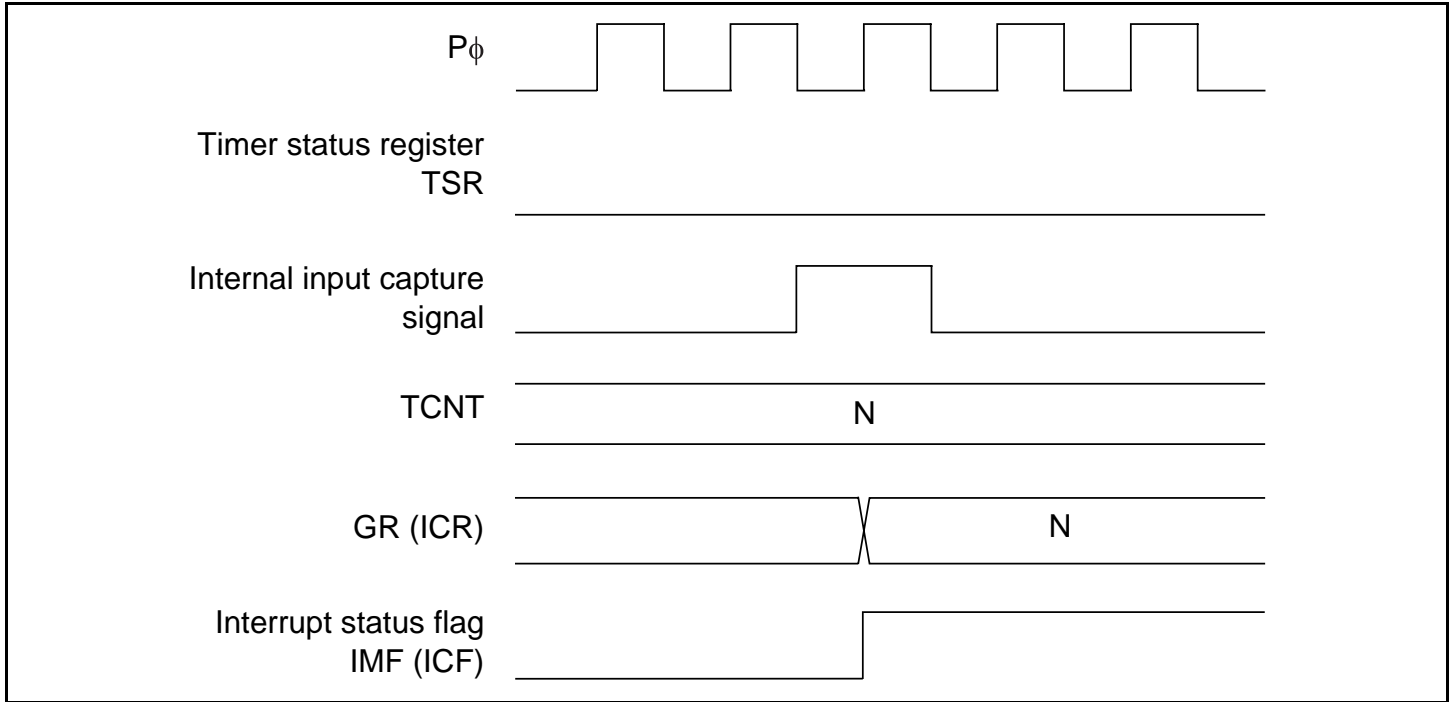 Pϕ
Timer status register
TSR
Internal input capture
signal
TCNT
N
GR (ICR)
N
Interrupt status flag
IMF (ICF)